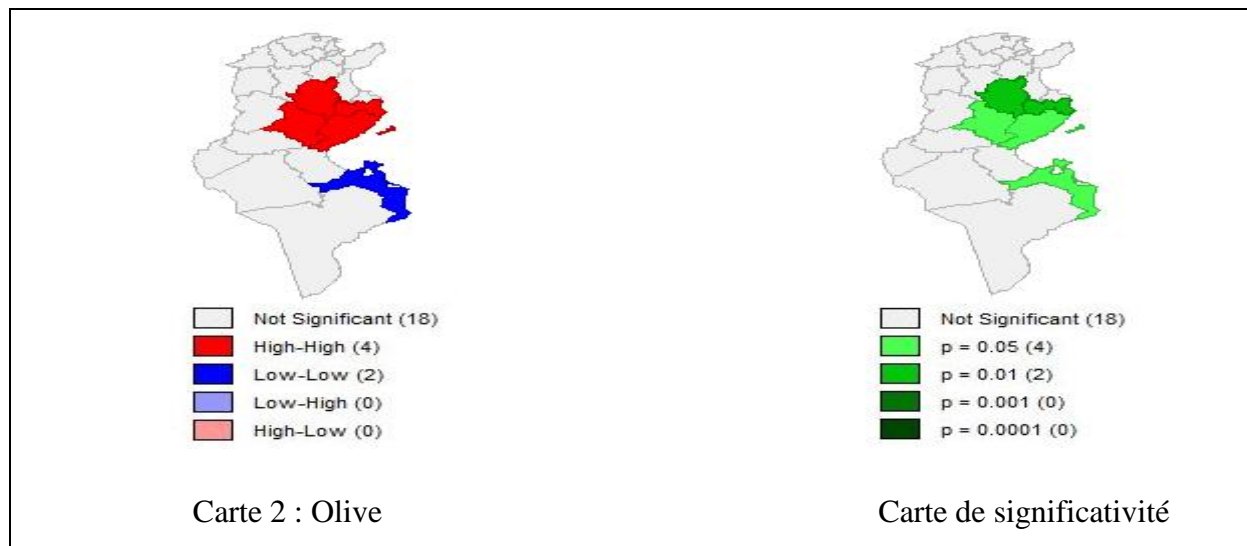 Not Significant (18)
High-High (4)
Low-Low (2)
Low-High (0)
High-Low (0)
Carte 2 : Olive
Not Significant (18)
p = 0.05 (4)
p = 0.01 (2)
p = 0.001 (0)
p = 0.0001 (0)
Carte de significativité